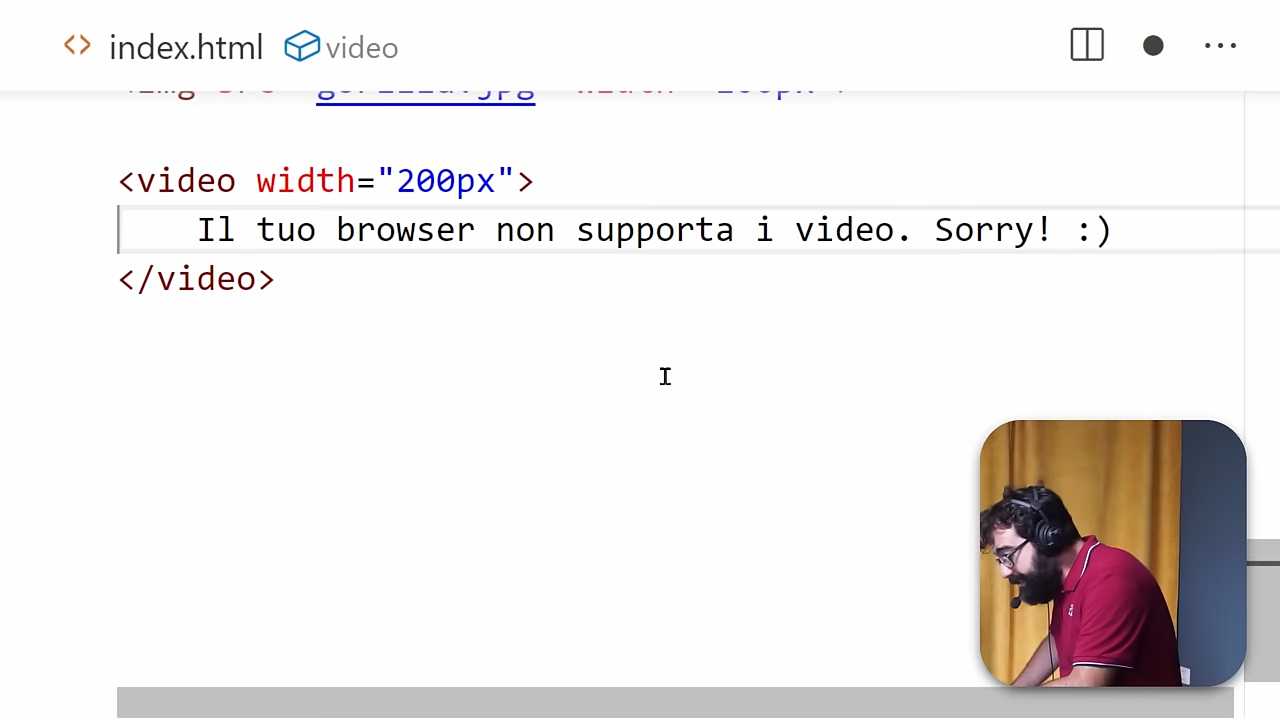 index.html video
<video width="200px">
Il tuo browser non supporta i video. Sorry! :)
</video>